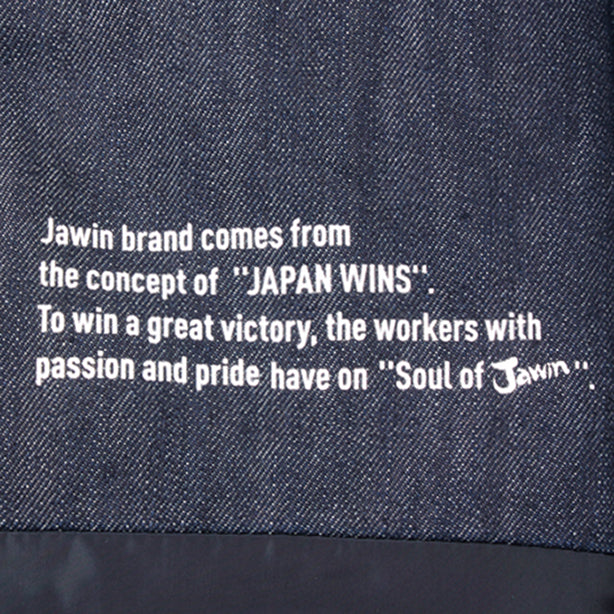 Jawin brand comes from
the concept of "JAPAN WINS".
To win a great victory, the workers with
passion and pride have on "Soul of Jawin".